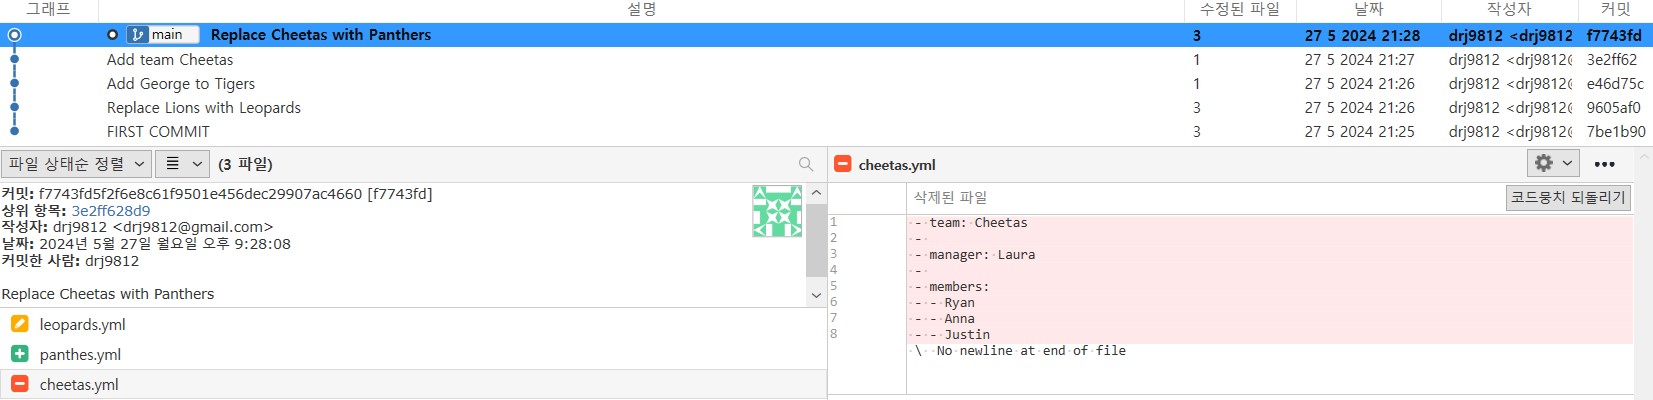 그래프 설명 수정된 파일 날짜 작성자 커밋
main Replace Cheetas with Panthers 3 27 5 2024 21:28 drj9812 <drj9812 f7743fd
Add team Cheetas 1 27 5 2024 21:27 drj9812 <drj9812@ 3e2ff62
Add George to Tigers 1 27 5 2024 21:26 drj9812 <drj9812@ e46d75c
Replace Lions with Leopards 3 27 5 2024 21:26 drj9812 <drj9812@ 9605af0
FIRST COMMIT 3 27 5 2024 21:25 drj9812 <drj9812@ 7be1b90
파일 상태순 정렬 (3 파일)
커밋: f7743fd5f2f6e8c61f9501e456dec29907ac4660 [f7743fd]
상위 항목: 3e2ff628d9
작성자: drj9812 <drj9812@gmail.com>
날짜: 2024년 5월 27일 월요일 오후 9:28:08
커밋한 사람: drj9812
Replace Cheetas with Panthers
leopards.yml
panthes.yml
cheetas.yml
cheetas.yml
삭제된 파일 코드뭉치 되돌리기
1 - team: Cheetas
2 -
3 - manager: Laura
4 -
5 - members:
6 - - Ryan
7 - - Anna
8 - - Justin
\ No newline at end of file